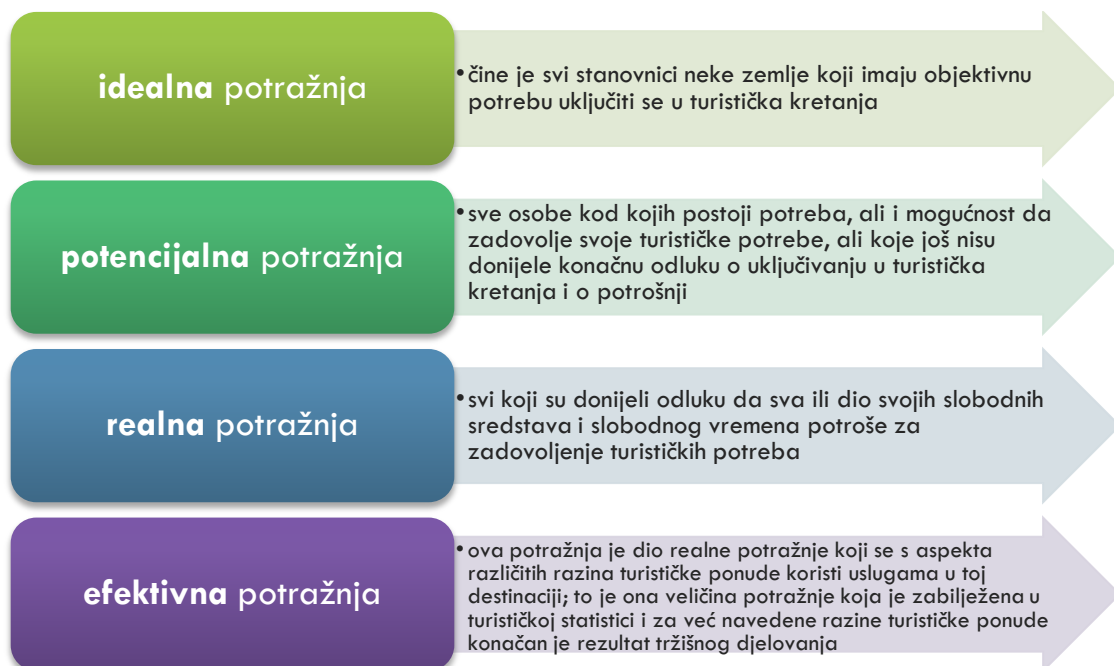 idealna potražnja
•čine je svi stanovnici neke zemlje koji imaju objektivnu
potrebu uključiti se u turistička kretanja
potencijalna potražnja
•sve osobe kod kojih postoji potreba, ali i mogućnost da
zadovolje svoje turističke potrebe, ali koje još nisu
donijele konačnu odluku o uključivanju u turistička
kretanja i o potrošnji
realna potražnja
•svi koji su donijeli odluku da sva ili dio svojih slobodnih
sredstava i slobodnog vremena potroše za
zadovoljenje turističkih potreba
efektivna potražnja
•ova potražnja je dio realne potražnje koji se s aspekta
različitih razina turističke ponude koristi uslugama u toj
destinaciji; to je ona veličina potražnje koja je zabilježena u
turističkoj statistici i za već navedene razine turističke ponude
konačan je rezultat tržišnog djelovanja